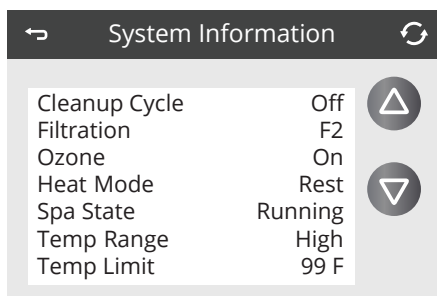 System Information
Cleanup Cycle Off
Filtration F2
Ozone On
Heat Mode Rest
Spa State Running
Temp Range High
Temp Limit 99 F